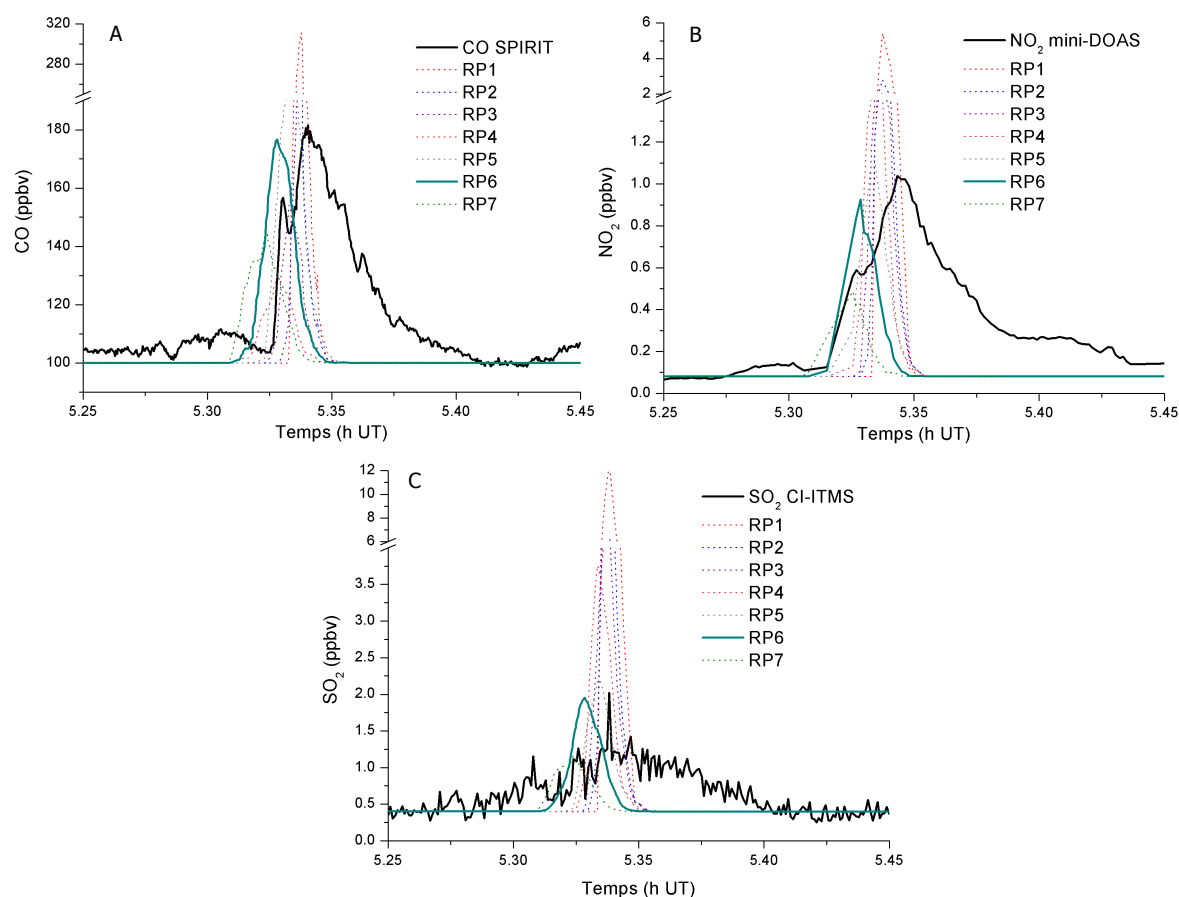 A
CO (ppbv)
320
280
180
160
140
120
100
5.25
5.30
5.35
5.40
5.45
Temps (h UT)
CO SPIRIT
RP1
RP2
RP3
RP4
RP5
RP6
RP7
B
NO₂ (ppbv)
6
4
2
1.2
1.0
0.8
0.6
0.4
0.2
0.0
5.25
5.30
5.35
5.40
5.45
Temps (h UT)
NO₂ mini-DOAS
RP1
RP2
RP3
RP4
RP5
RP6
RP7
C
SO₂ (ppbv)
12
10
8
6
3.5
3.0
2.5
2.0
1.5
1.0
0.5
0.0
5.25
5.30
5.35
5.40
5.45
Temps (h UT)
SO₂ CI-ITMS
RP1
RP2
RP3
RP4
RP5
RP6
RP7